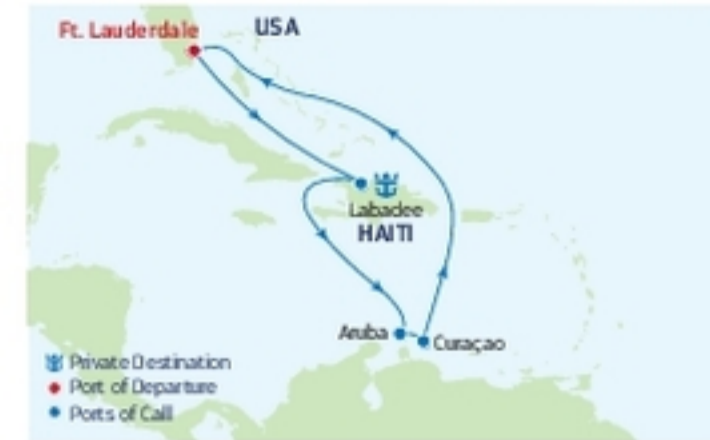 Ft. Lauderdale
USA
Labadee
HAITI
Aruba
Curaçao
Private Destination
Port of Departure
Ports of Call